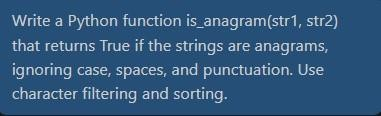 Write a Python function is_anagram(str1, str2)
that returns True if the strings are anagrams,
ignoring case, spaces, and punctuation. Use
character filtering and sorting.